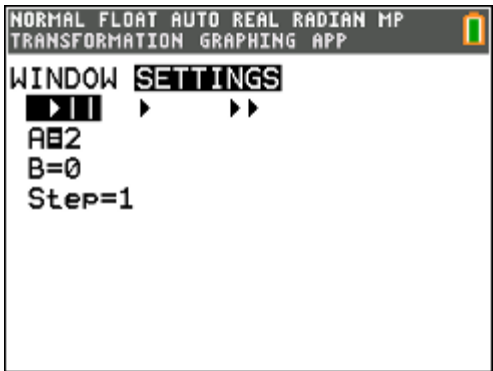 NORMAL FLOAT AUTO REAL RADIAN MP
TRANSFORMATION GRAPHING APP
WINDOW SETTINGS
>|| ▶ ▶▶
A=2
B=0
Step=1